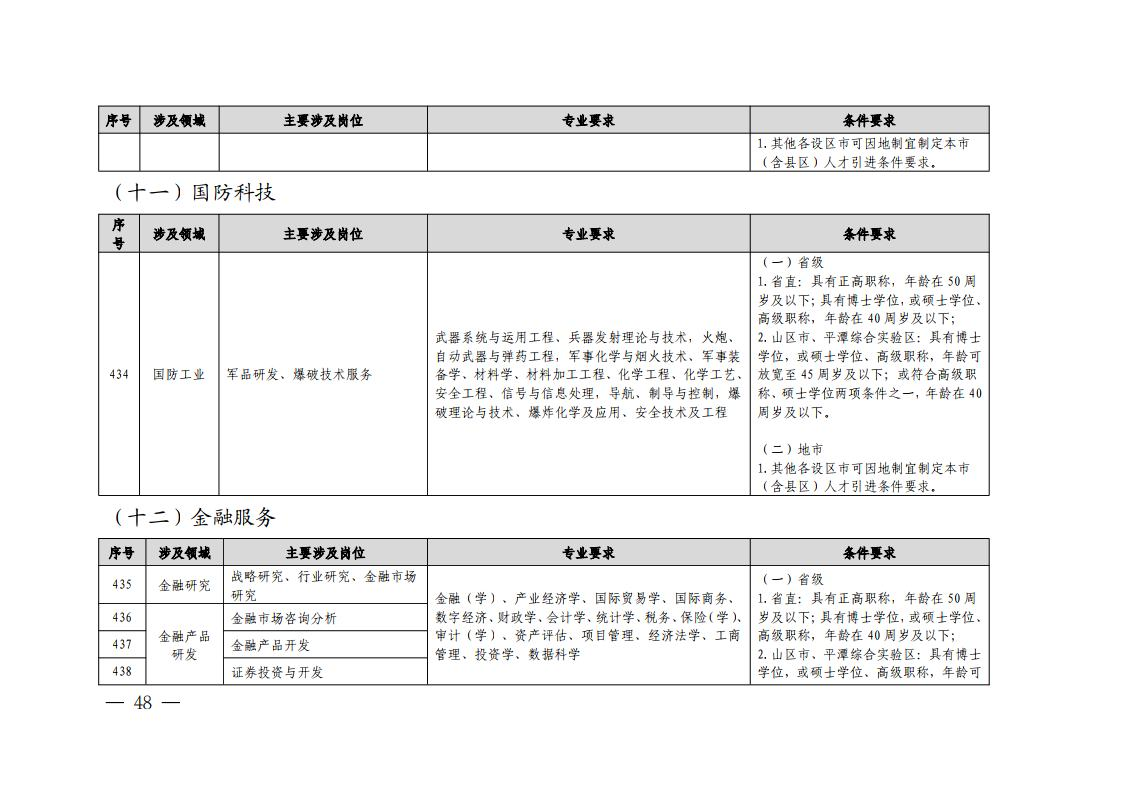 序号 涉及领域 主要涉及岗位 专业要求 条件要求
1.其他各设区市可因地制宜制定本市
（含县区）人才引进条件要求。
（十一）国防科技
序
号
涉及领域 主要涉及岗位 专业要求 条件要求
434
国防工业
军品研发、爆破技术服务
武器系统与运用工程、兵器发射理论与技术，火炮、
自动武器与弹药工程，军事化学与烟火技术、军事装
备学、材料学、材料加工工程、化学工程、化学工艺、
安全工程、信号与信息处理，导航、制导与控制，爆
破理论与技术、爆炸化学及应用、安全技术及工程
（一）省级
1.省直：具有正高职称，年龄在 50 周
岁及以下；具有博士学位，或硕士学位、
高级职称，年龄在 40 周岁及以下；
2.山区市、平潭综合实验区：具有博士
学位，或硕士学位、高级职称，年龄可
放宽至 45 周岁及以下；或符合高级职
称、硕士学位两项条件之一，年龄在 40
周岁及以下。
（二）地市
1.其他各设区市可因地制宜制定本市
（含县区）人才引进条件要求。
（十二）金融服务
序号 涉及领域 主要涉及岗位 专业要求 条件要求
435
金融研究
战略研究、行业研究、金融市场
研究
436
金融产品
研发
金融市场咨询分析
437
金融产品开发
438
证券投资与开发
金融（学）、产业经济学、国际贸易学、国际商务、
数字经济、财政学、会计学、统计学、税务、保险（学）、
审计（学）、资产评估、项目管理、经济法学、工商
管理、投资学、数据科学
（一）省级
1.省直：具有正高职称，年龄在 50 周
岁及以下；具有博士学位，或硕士学位、
高级职称，年龄在 40 周岁及以下；
2.山区市、平潭综合实验区：具有博士
学位，或硕士学位、高级职称，年龄可
— 48 —